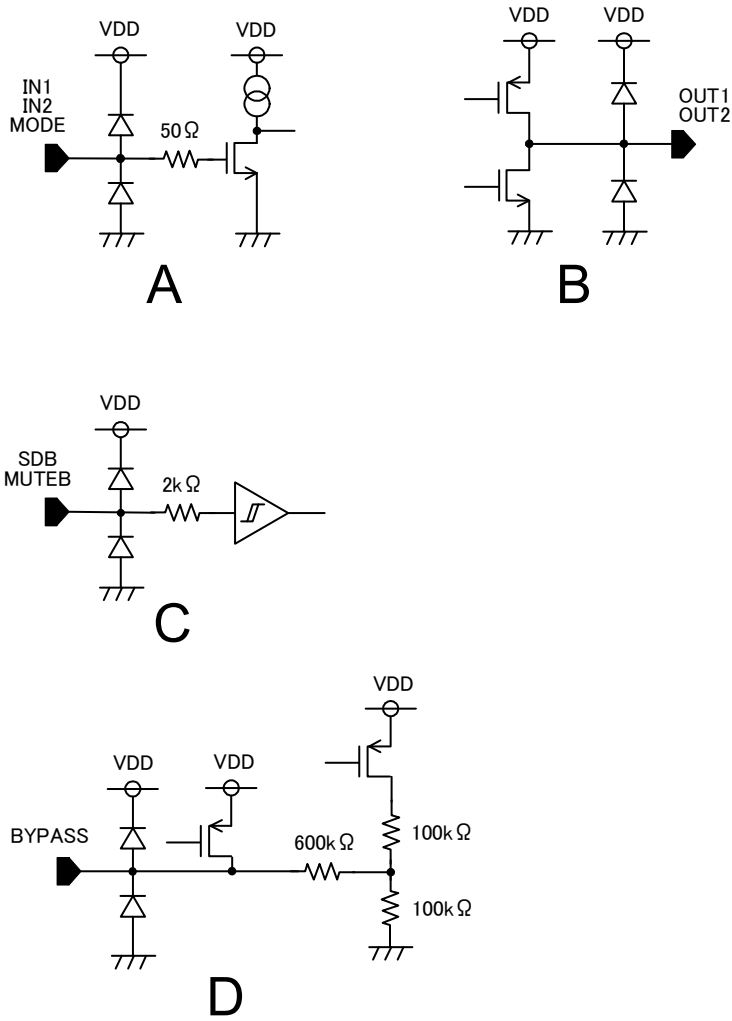 VDD
VDD
IN1
IN2
MODE
50Ω
A
VDD
VDD
OUT1
OUT2
B
VDD
SDB
MUTEB
2kΩ
C
VDD
VDD
VDD
BYPASS
600kΩ
100kΩ
100kΩ
D